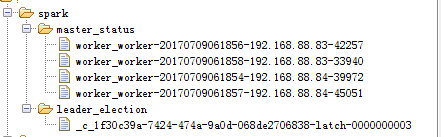 spark
master_status
worker_worker-20170709061856-192.168.88.83-42257
worker_worker-20170709061858-192.168.88.83-33940
worker_worker-20170709061854-192.168.88.84-39972
worker_worker-20170709061857-192.168.88.84-45051
leader_election
_c_1f30c39a-7424-474a-9a0d-068de2706838-latch-0000000003